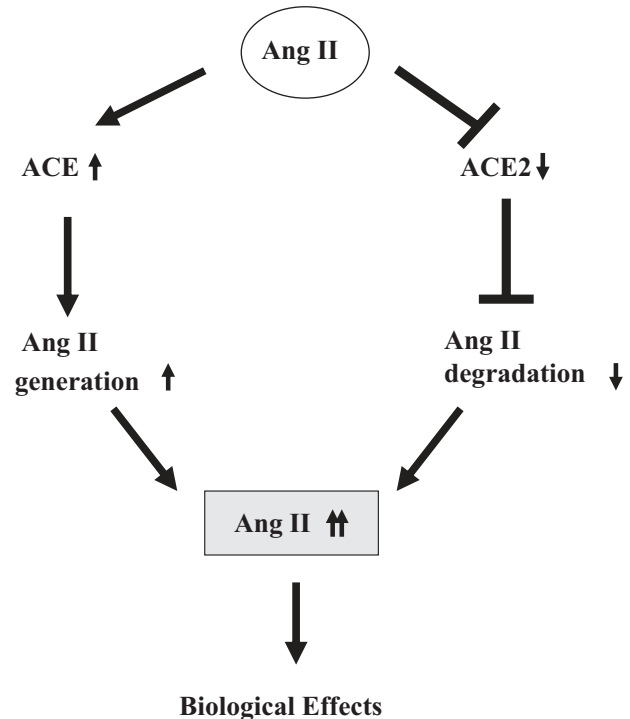 Ang II
ACE ↑
ACE2 ↓
Ang II
generation ↑
Ang II
degradation ↓
Ang II ↑↑
Biological Effects